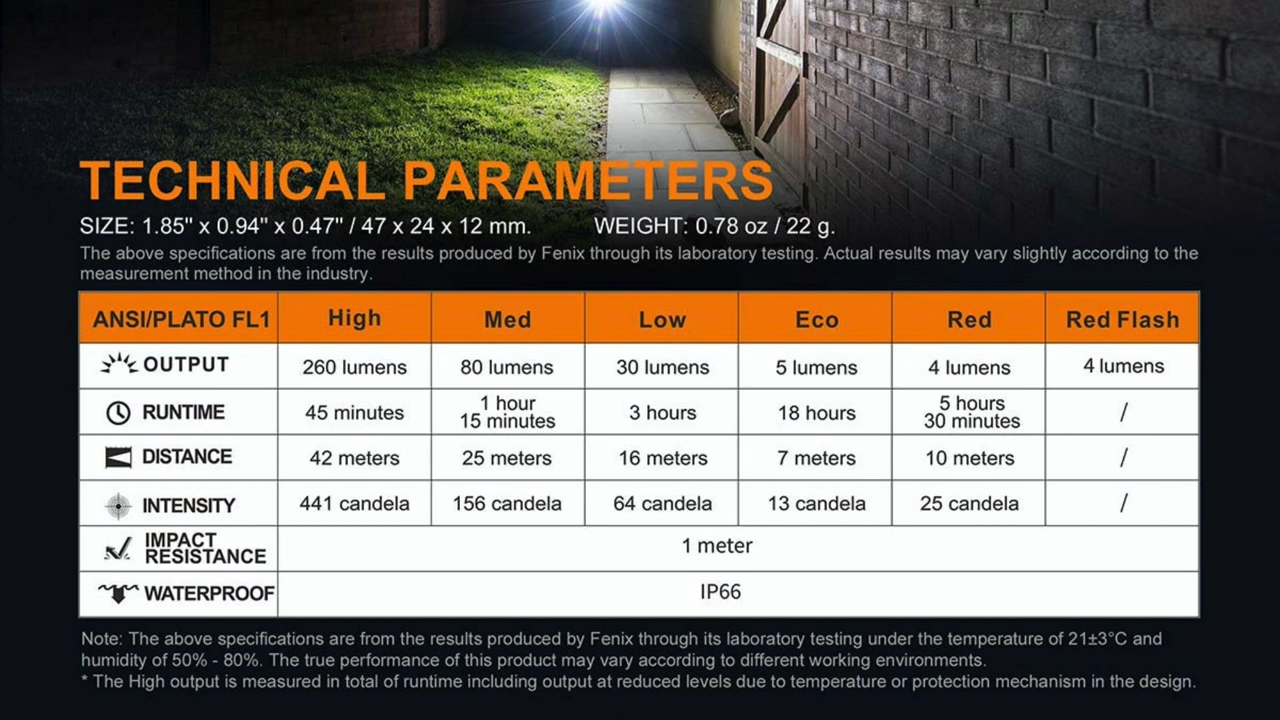 TECHNICAL PARAMETERS
SIZE: 1.85" x 0.94" x 0.47" / 47 x 24 x 12 mm. WEIGHT: 0.78 oz / 22 g.
The above specifications are from the results produced by Fenix through its laboratory testing. Actual results may vary slightly according to the
measurement method in the industry.
ANSI/PLATO FL1 High Med Low Eco Red Red Flash
OUTPUT 260 lumens 80 lumens 30 lumens 5 lumens 4 lumens 4 lumens
RUNTIME 45 minutes 1 hour 15 minutes 3 hours 18 hours 5 hours 30 minutes /
DISTANCE 42 meters 25 meters 16 meters 7 meters 10 meters /
INTENSITY 441 candela 156 candela 64 candela 13 candela 25 candela /
IMPACT RESISTANCE 1 meter
WATERPROOF IP66
Note: The above specifications are from the results produced by Fenix through its laboratory testing under the temperature of 21±3°C and
humidity of 50% - 80%. The true performance of this product may vary according to different working environments.
* The High output is measured in total of runtime including output at reduced levels due to temperature or protection mechanism in the design.